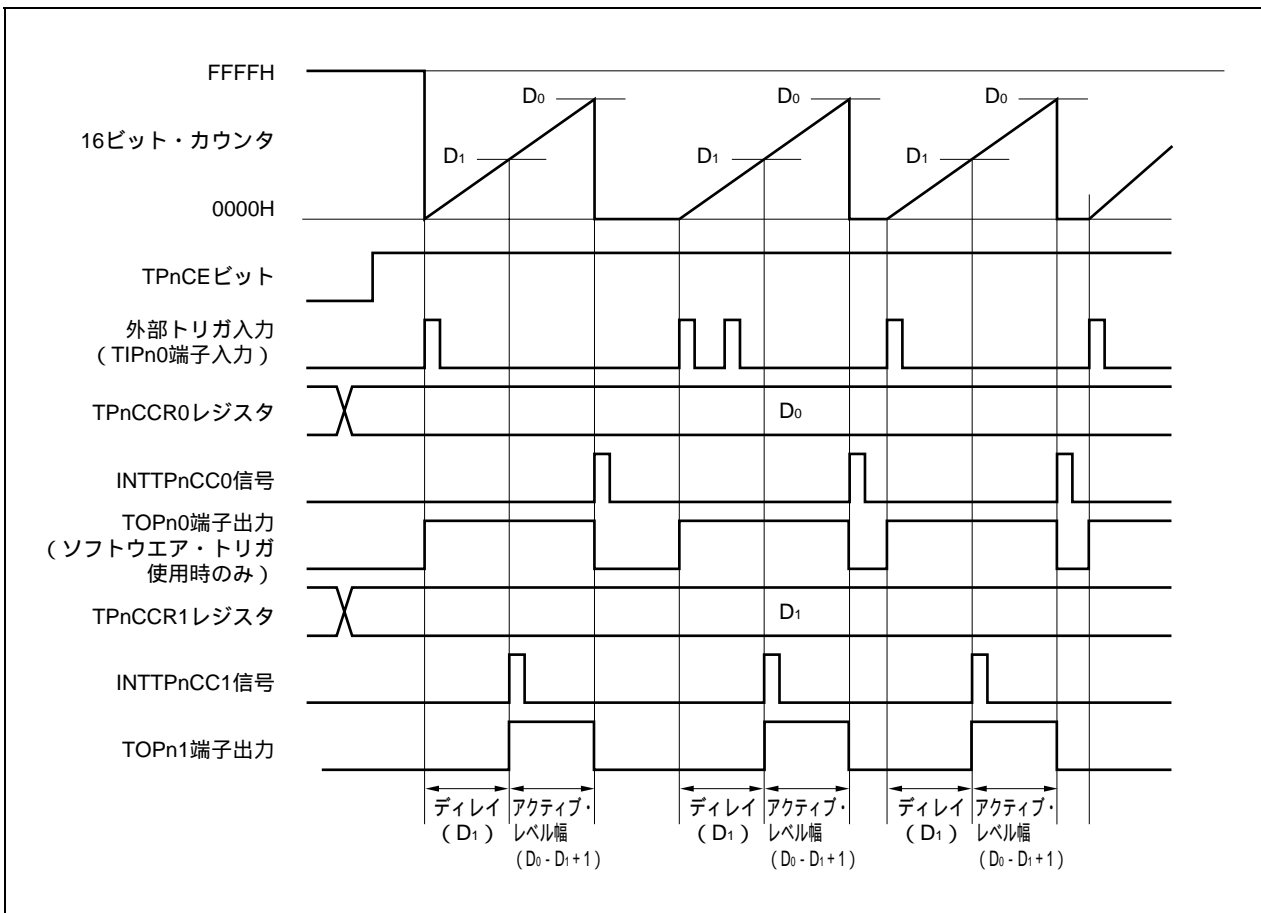 FFFFH
D₀ D₀ D₀
16ビット・カウンタ
D₁ D₁ D₁
0000H
TPnCEビット
外部トリガ入力
(TIPn0端子入力)
TPnCCR0レジスタ
D₀
INTTPnCC0信号
TOPn0端子出力
(ソフトウエア・トリガ
使用時のみ)
TPnCCR1レジスタ
D₁
INTTPnCC1信号
TOPn1端子出力
ディレイ
(D₁)
アクティブ・
レベル幅
(D₀-D₁+1)
ディレイ
(D₁)
アクティブ・
レベル幅
(D₀-D₁+1)
ディレイ
(D₁)
アクティブ・
レベル幅
(D₀-D₁+1)